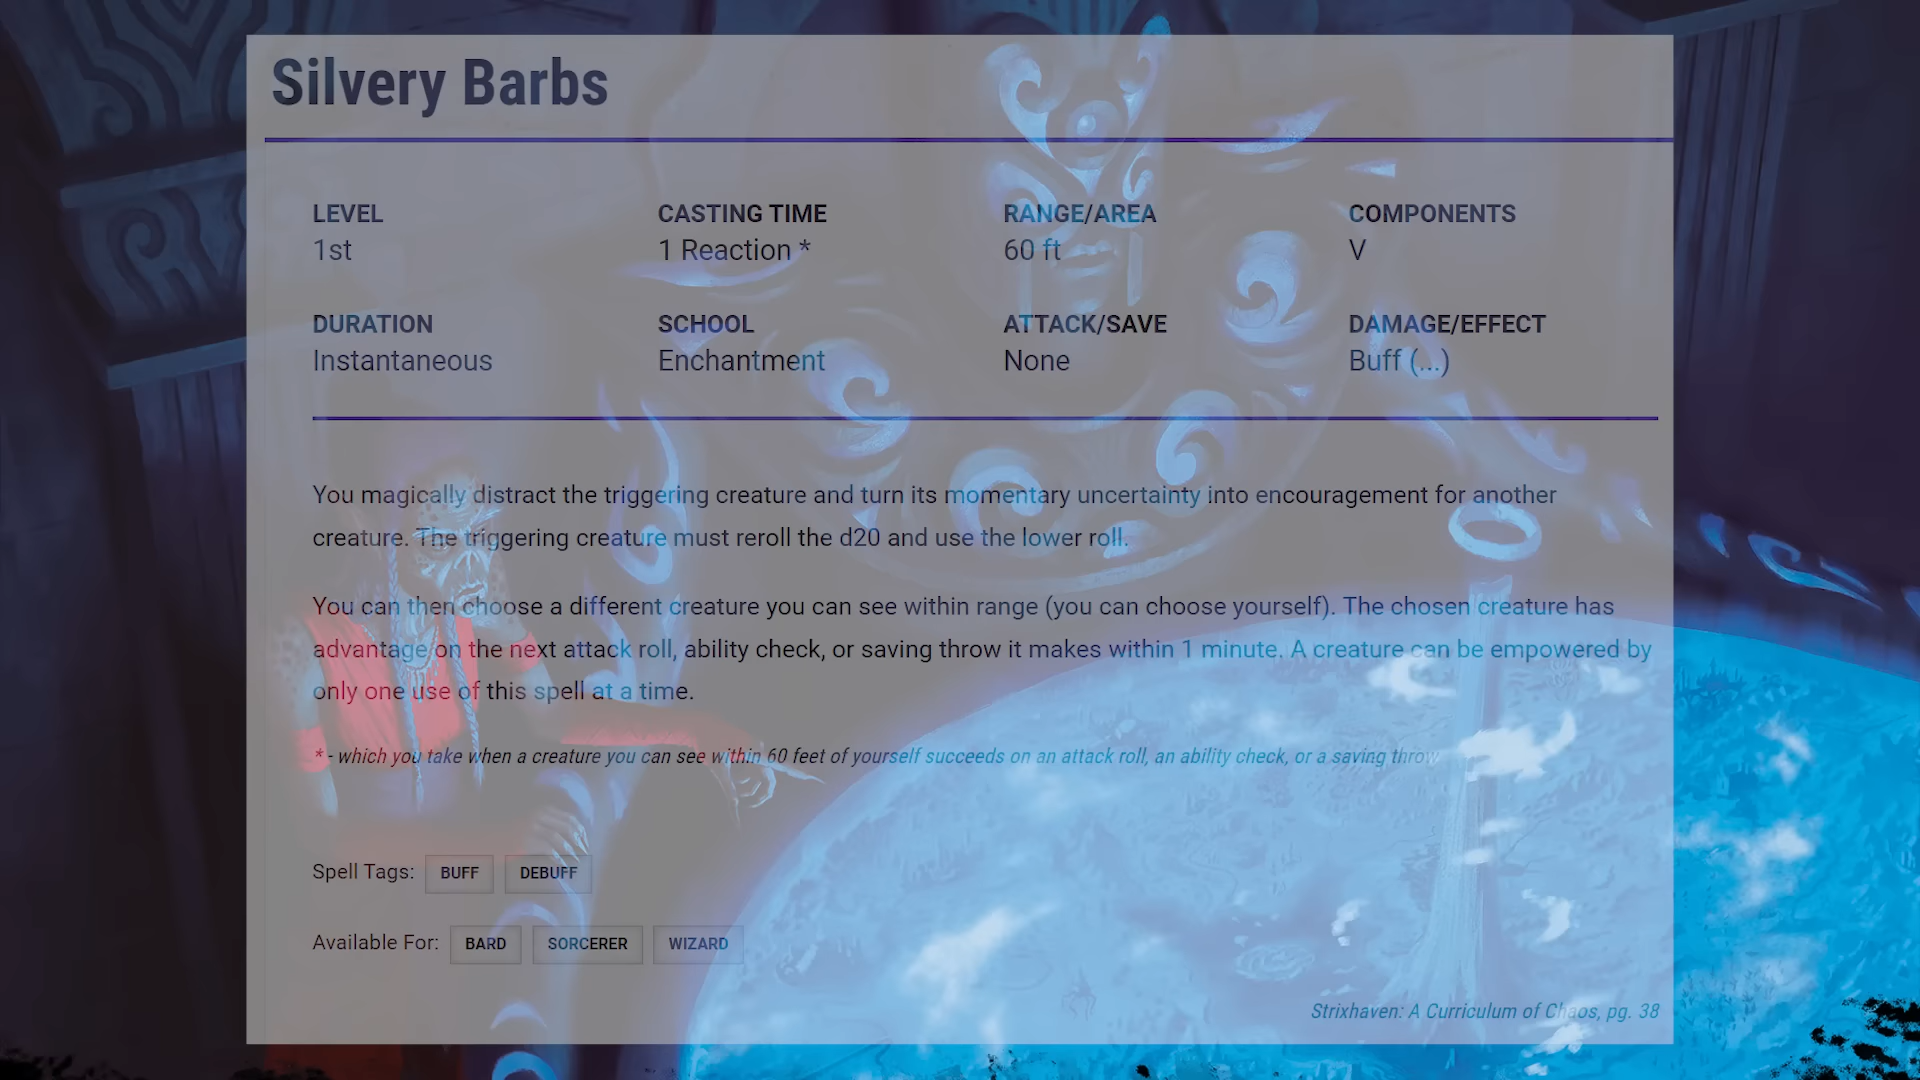 Silvery Barbs
LEVEL CASTING TIME RANGE/AREA COMPONENTS
1st 1 Reaction * 60 ft V
DURATION SCHOOL ATTACK/SAVE DAMAGE/EFFECT
Instantaneous Enchantment None Buff (...)
You magically distract the triggering creature and turn its momentary uncertainty into encouragement for another
creature. The triggering creature must reroll the d20 and use the lower roll.
You can then choose a different creature you can see within range (you can choose yourself). The chosen creature has
advantage on the next attack roll, ability check, or saving throw it makes within 1 minute. A creature can be empowered by
only one use of this spell at a time.
* - which you take when a creature you can see within 60 feet of yourself succeeds on an attack roll, an ability check, or a saving throw
Spell Tags: BUFF DEBUFF
Available For: BARD SORCERER WIZARD
Strixhaven: A Curriculum of Chaos, pg. 38